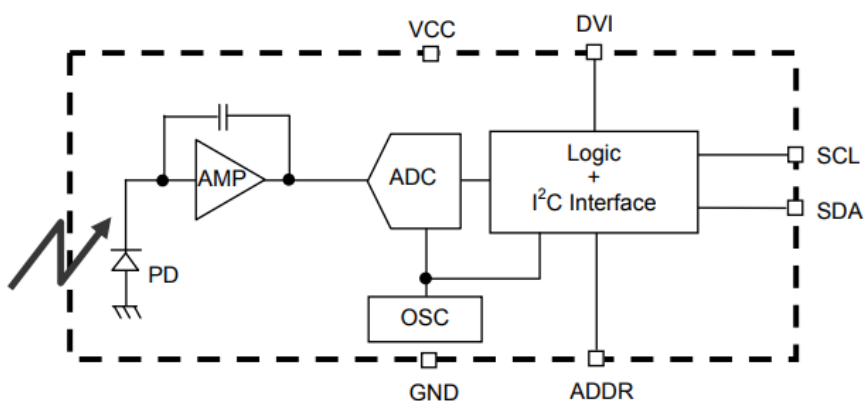 VCC
DVI
AMP
ADC
Logic
+
I²C Interface
SCL
SDA
PD
OSC
GND
ADDR